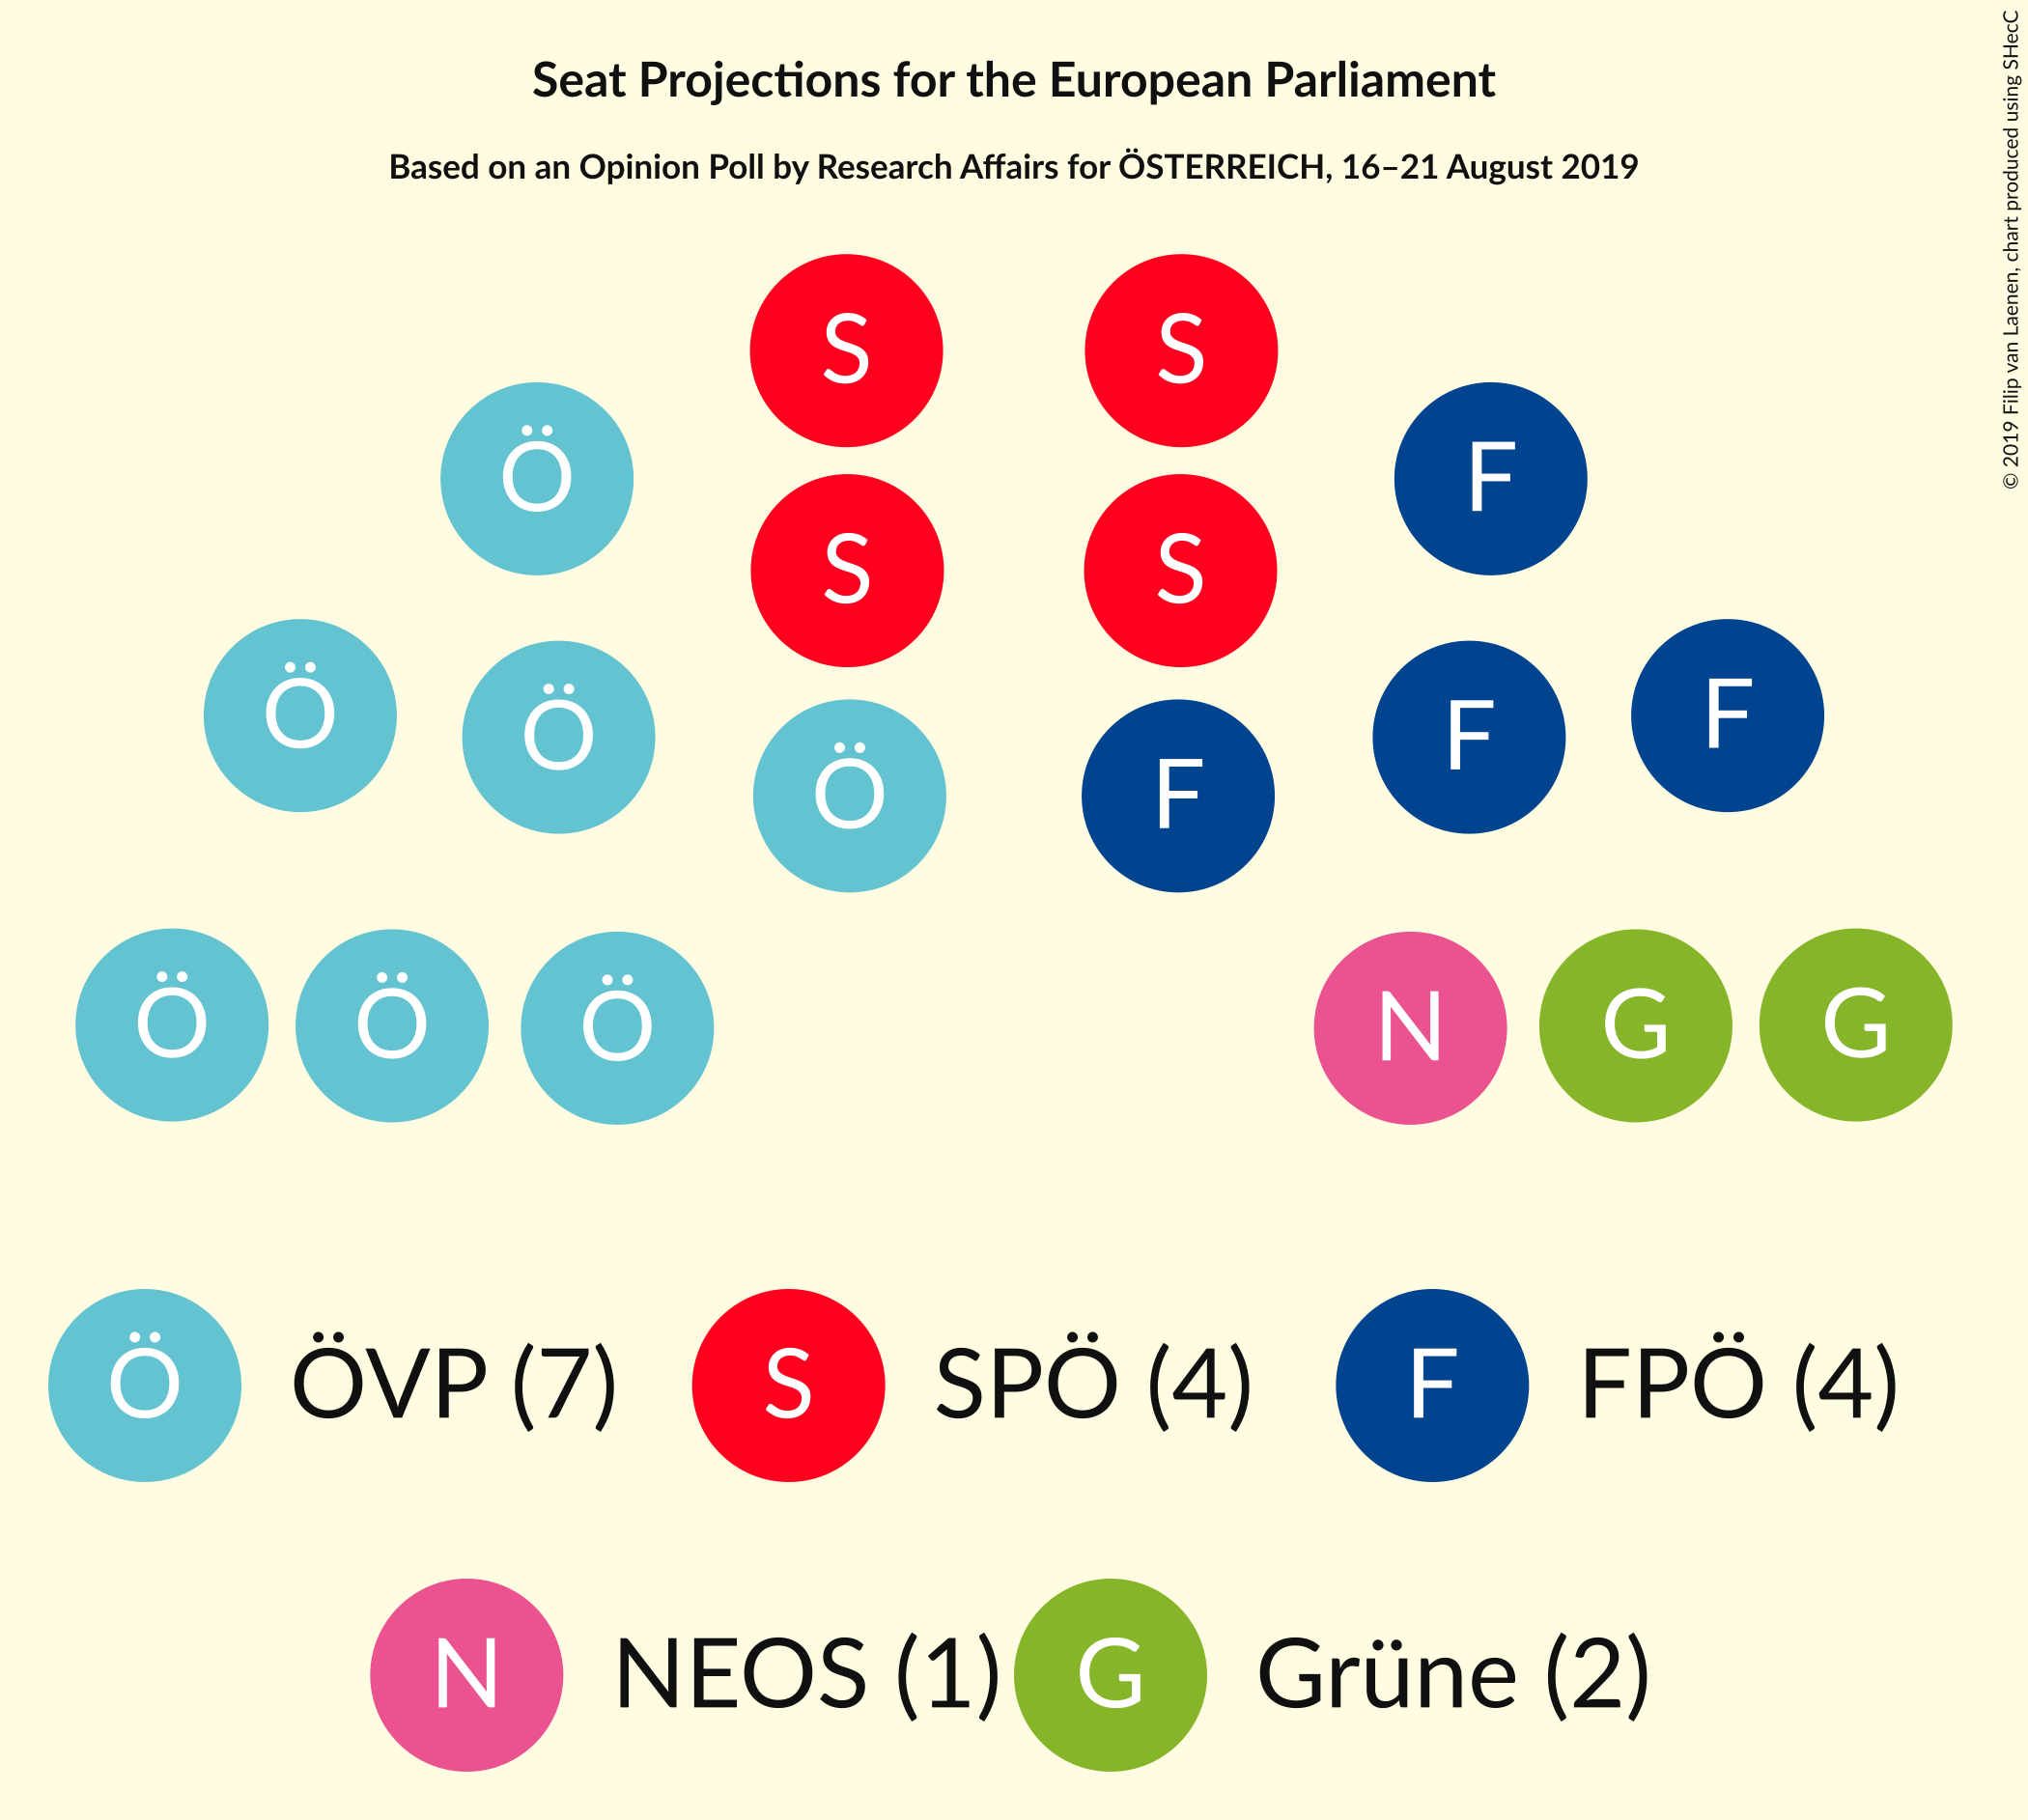 Seat Projections for the European Parliament
Based on an Opinion Poll by Research Affairs for ÖSTERREICH, 16–21 August 2019
© 2019 Filip van Laenen, chart produced using SHecC
S S
Ö F
S S
Ö F
Ö F
Ö F
Ö Ö Ö N G G
Ö ÖVP (7) S SPÖ (4) F FPÖ (4)
N NEOS (1) G Grüne (2)